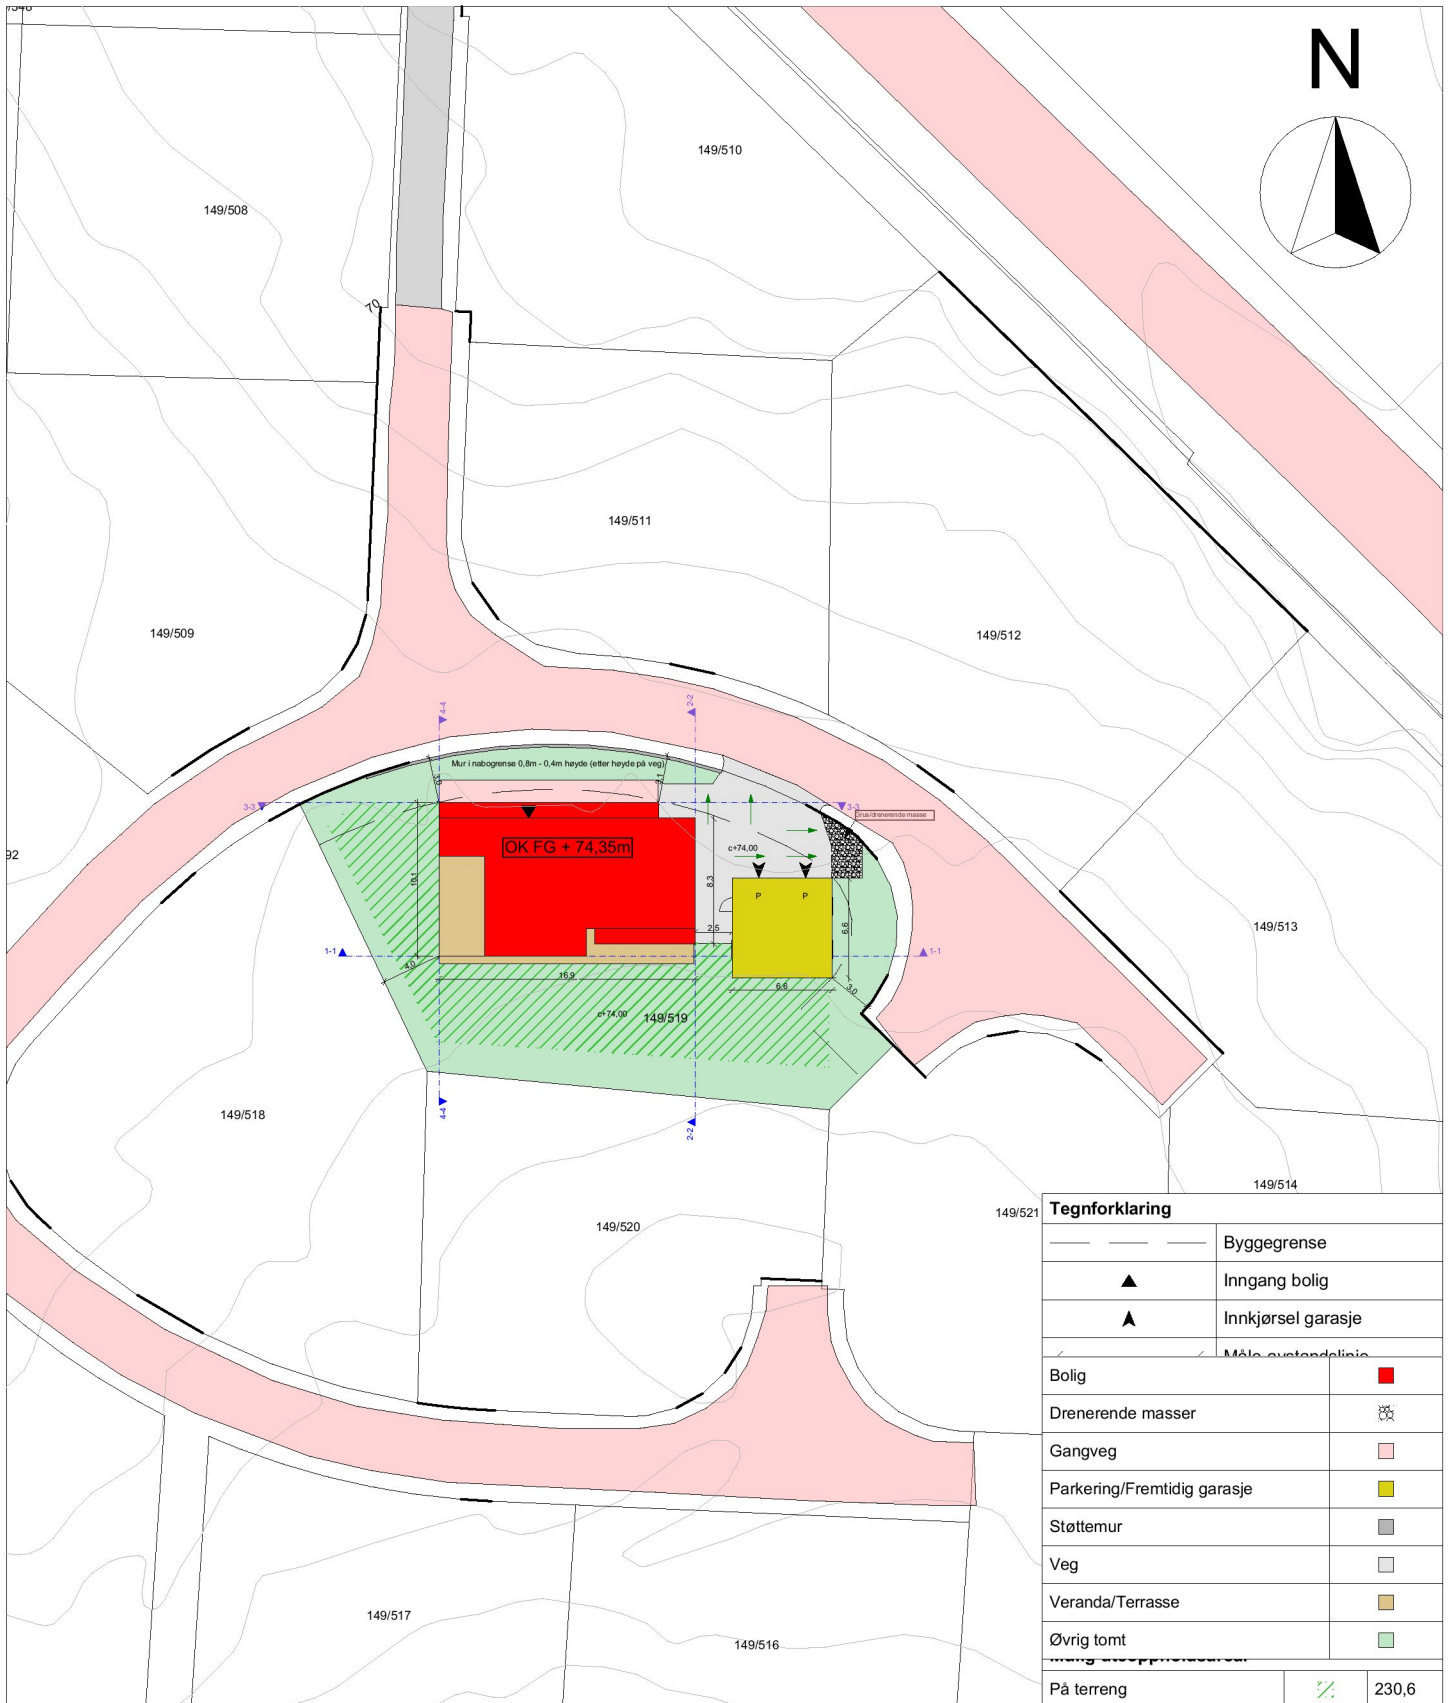 N
149/510
149/508
70
149/511
149/509
149/512
4-4
2-2
Mur i nabogrense 0,8m - 0,4m høyde (etter høyde på veg)
3-3
3-3
Grus/drenerende masse
OK FG + 74,35m
c+74,00
92
10,1
8,3
P
P
2,5
6,6
149/513
1-1
1-1
4,0
16,9
6,6
3,0
c+74,00
149/519
149/518
4-4
2-2
149/514
149/521
149/520
Tegnforklaring
Byggegrense
Inngang bolig
Innkjørsel garasje
Bolig
Drenerende masser
Gangveg
Parkering/Fremtidig garasje
Støttemur
Veg
Veranda/Terrasse
Øvrig tomt
På terreng 230,6
149/517
149/516